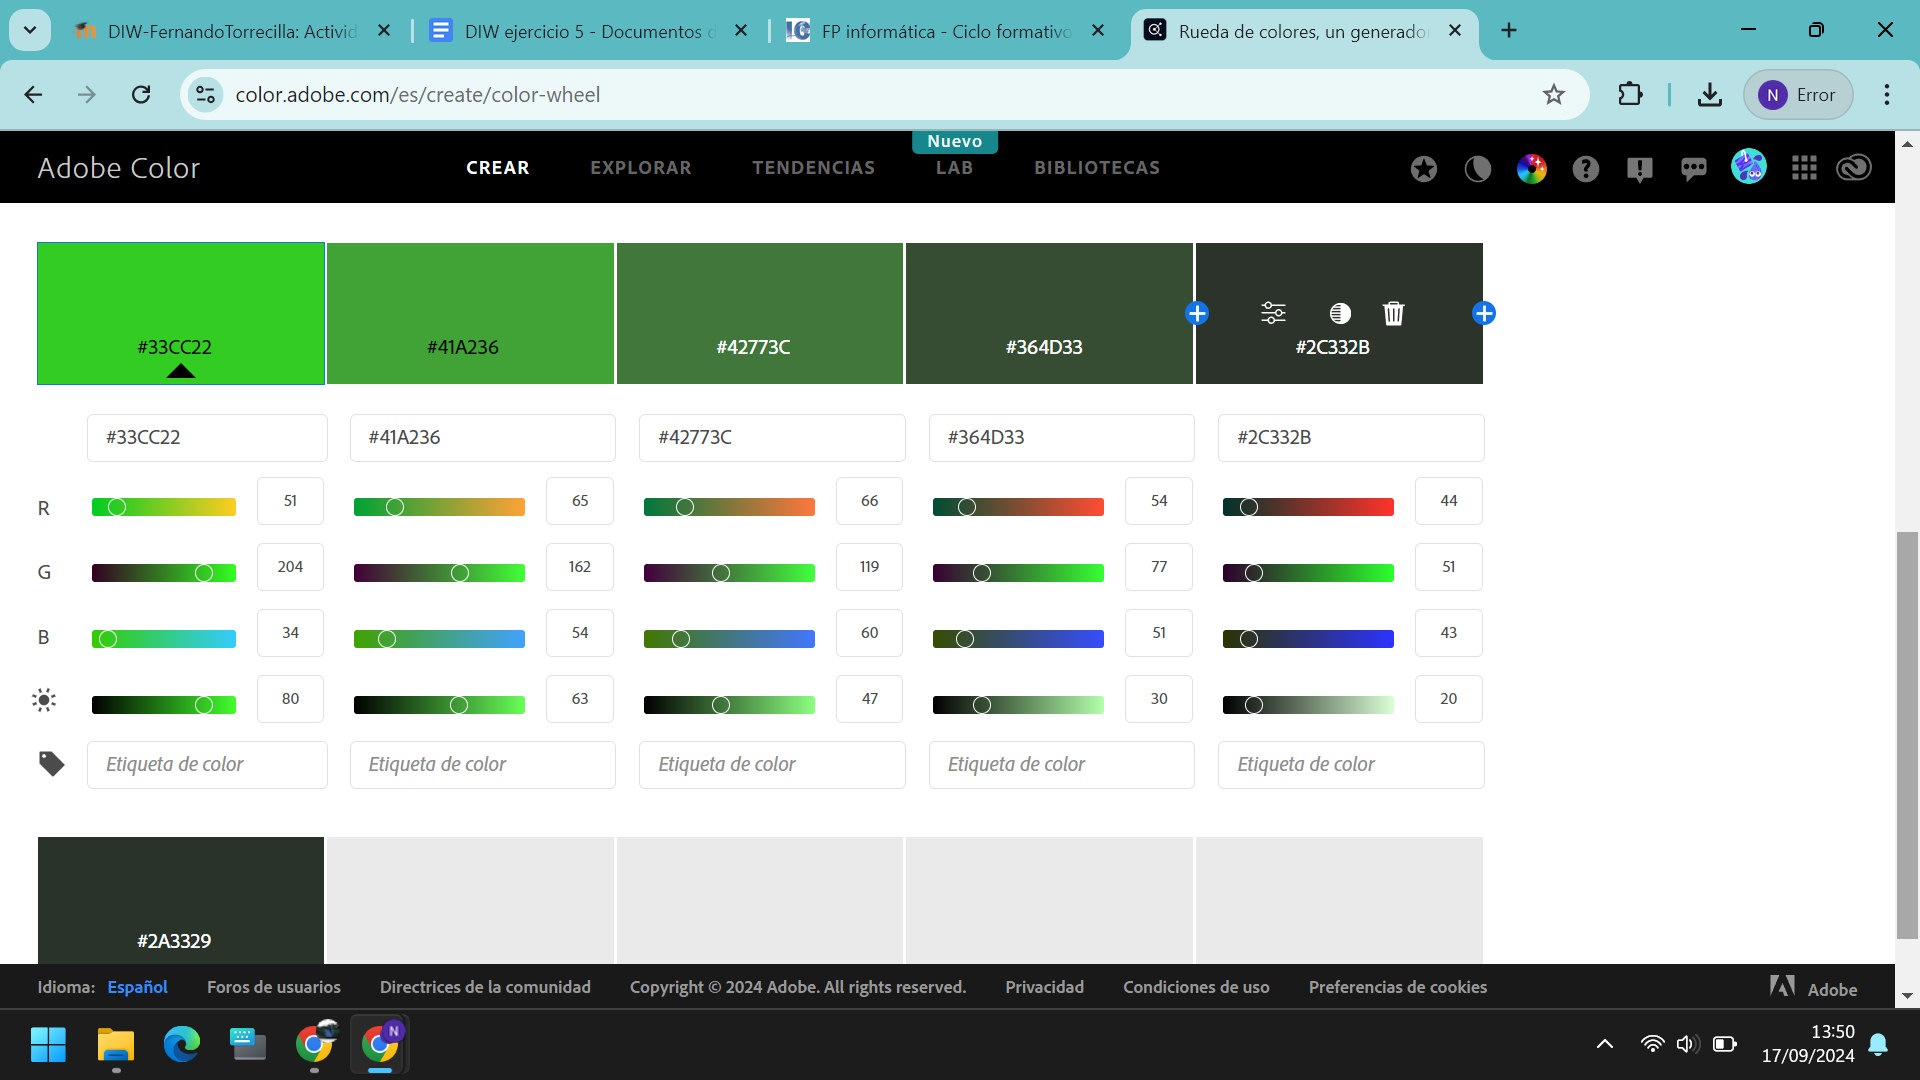 DIW-FernandoTorrecilla: Activid
DIW ejercicio 5 - Documentos d
FP informática - Ciclo formativo
Rueda de colores, un generador
color.adobe.com/es/create/color-wheel
N
Error
Adobe Color
CREAR
EXPLORAR
TENDENCIAS
Nuevo
LAB
BIBLIOTECAS
#33CC22
#41A236
#42773C
#364D33
#2C332B
#33CC22
#41A236
#42773C
#364D33
#2C332B
R
51
65
66
54
44
G
204
162
119
77
51
B
34
54
60
51
43
80
63
47
30
20
Etiqueta de color
Etiqueta de color
Etiqueta de color
Etiqueta de color
Etiqueta de color
#2A3329
Idioma: Español
Foros de usuarios
Directrices de la comunidad
Copyright © 2024 Adobe. All rights reserved.
Privacidad
Condiciones de uso
Preferencias de cookies
Adobe
N
13:50
17/09/2024